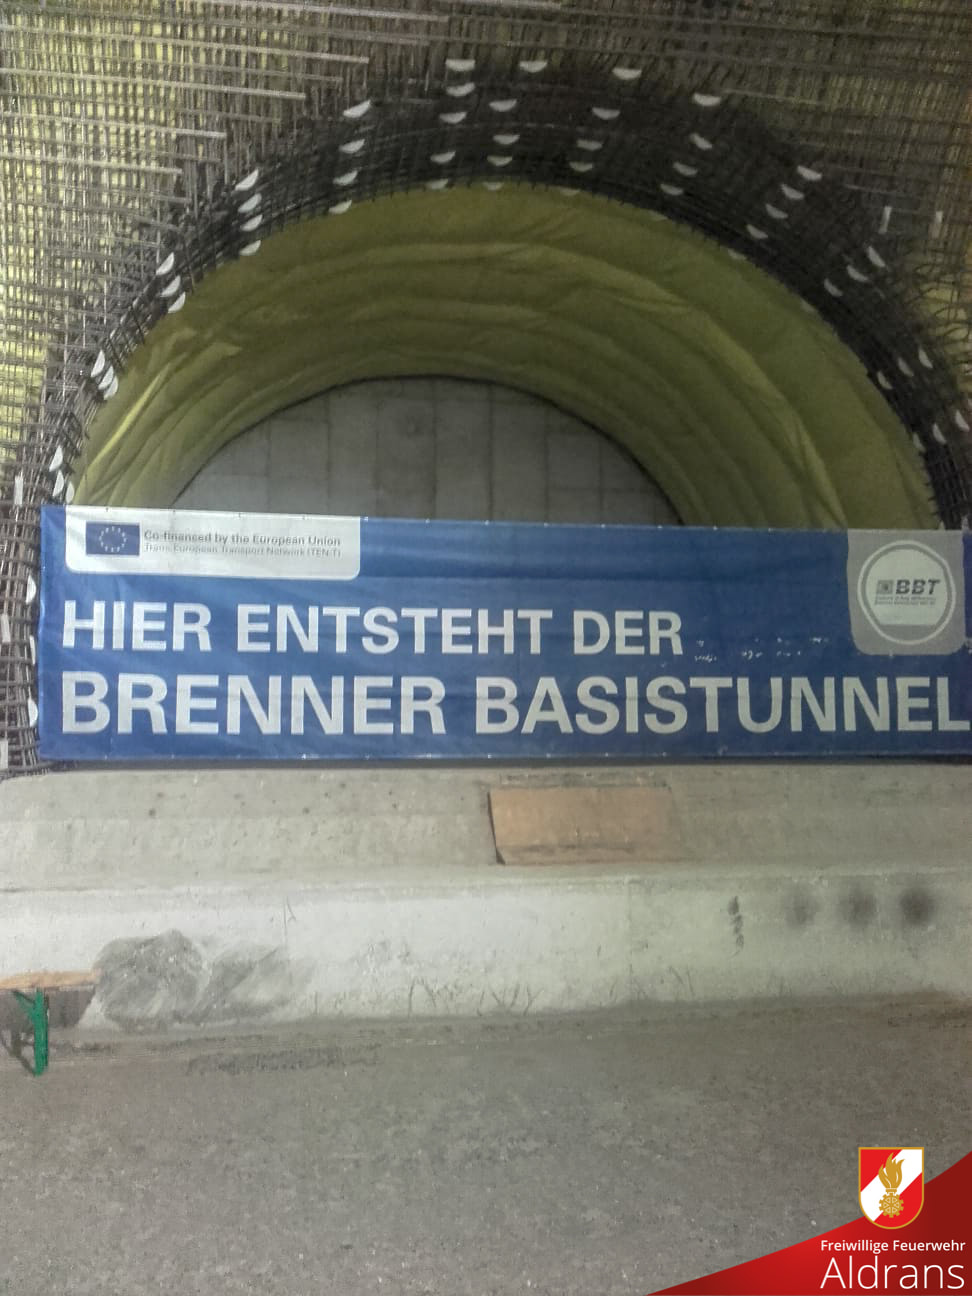 Co-financed by the European Union
Trans-European Transport Network (TEN-T)
BBT
HIER ENTSTEHT DER
BRENNER BASISTUNNEL
Freiwillige Feuerwehr
Aldrans